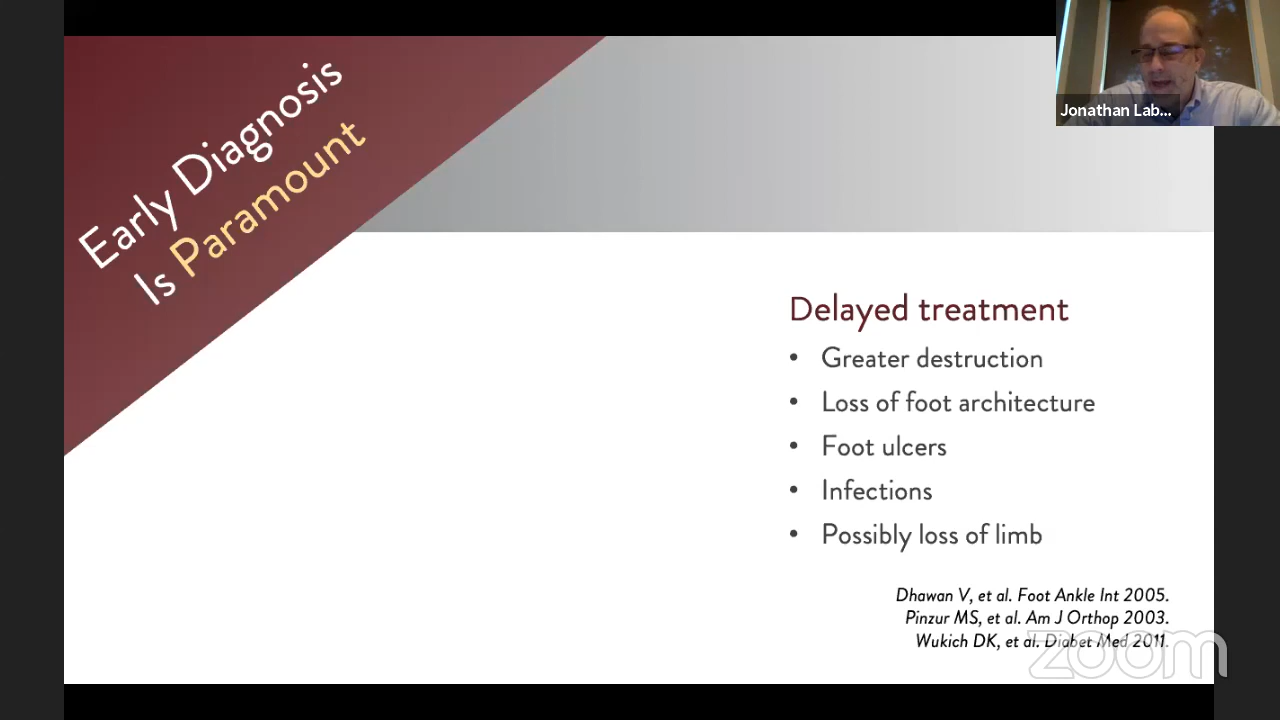 Early Diagnosis
Is Paramount
Jonathan Lab...
Delayed treatment
• Greater destruction
• Loss of foot architecture
• Foot ulcers
• Infections
• Possibly loss of limb
Dhawan V, et al. Foot Ankle Int 2005.
Pinzur MS, et al. Am J Orthop 2003.
Wukich DK, et al. Diabet Med 2011.
zoom